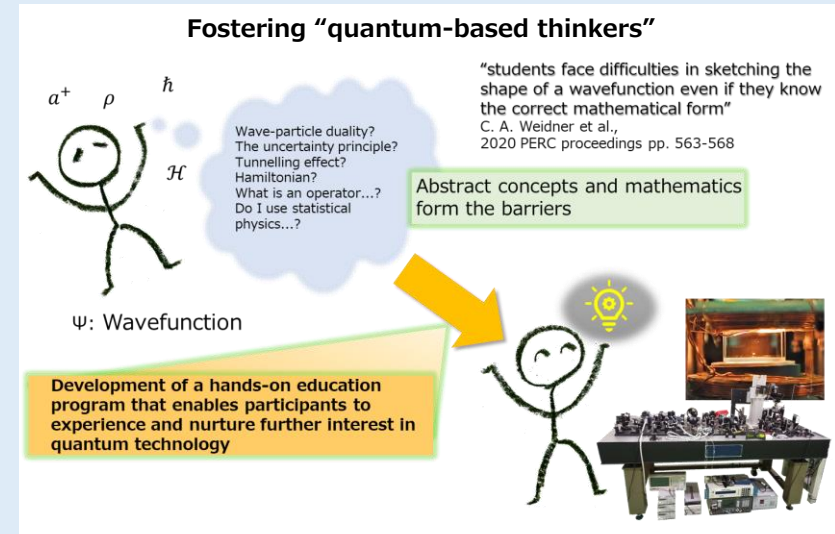 Fostering “quantum-based thinkers”
a⁺ ρ ħ
ℋ
Wave-particle duality?
The uncertainty principle?
Tunnelling effect?
Hamiltonian?
What is an operator...?
Do I use statistical
physics...?
“students face difficulties in sketching the
shape of a wavefunction even if they know
the correct mathematical form”
C. A. Weidner et al.,
2020 PERC proceedings pp. 563-568
Abstract concepts and mathematics
form the barriers
Ψ: Wavefunction
Development of a hands-on education
program that enables participants to
experience and nurture further interest in
quantum technology